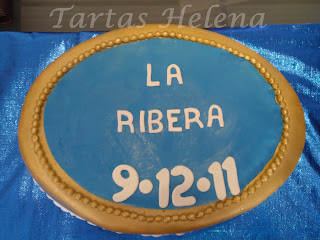 Tartas Helena
LA
RIBERA
9·12·11